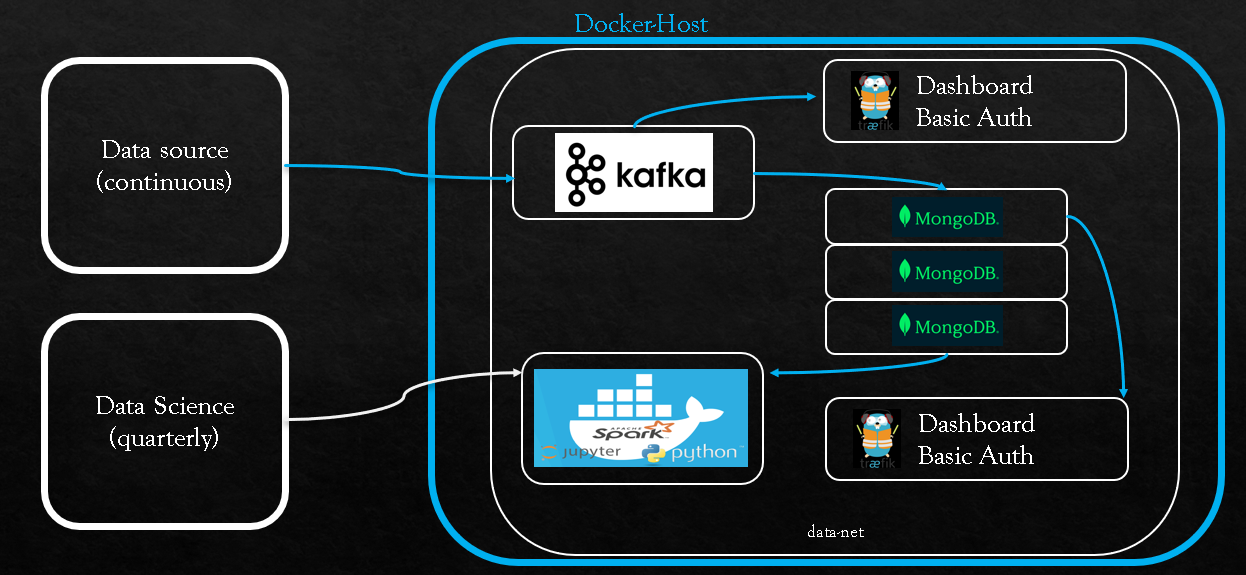 Docker-Host
Data source
(continuous)
kafka
træfik
Dashboard
Basic Auth
MongoDB.
MongoDB.
MongoDB.
Data Science
(quarterly)
APACHE
Spark
jupyter
python™
træfik
Dashboard
Basic Auth
data-net